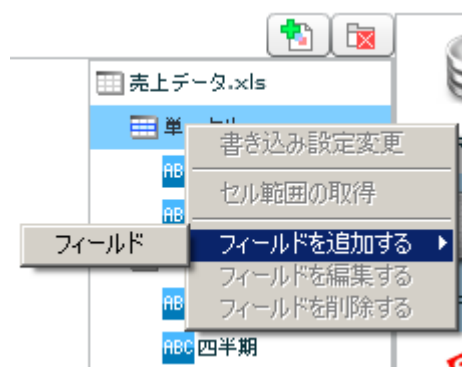 売上データ.xls
単
書き込み設定変更
ABC
セル範囲の取得
フィールド
フィールドを追加する
フィールドを編集する
フィールドを削除する
ABC 四半期